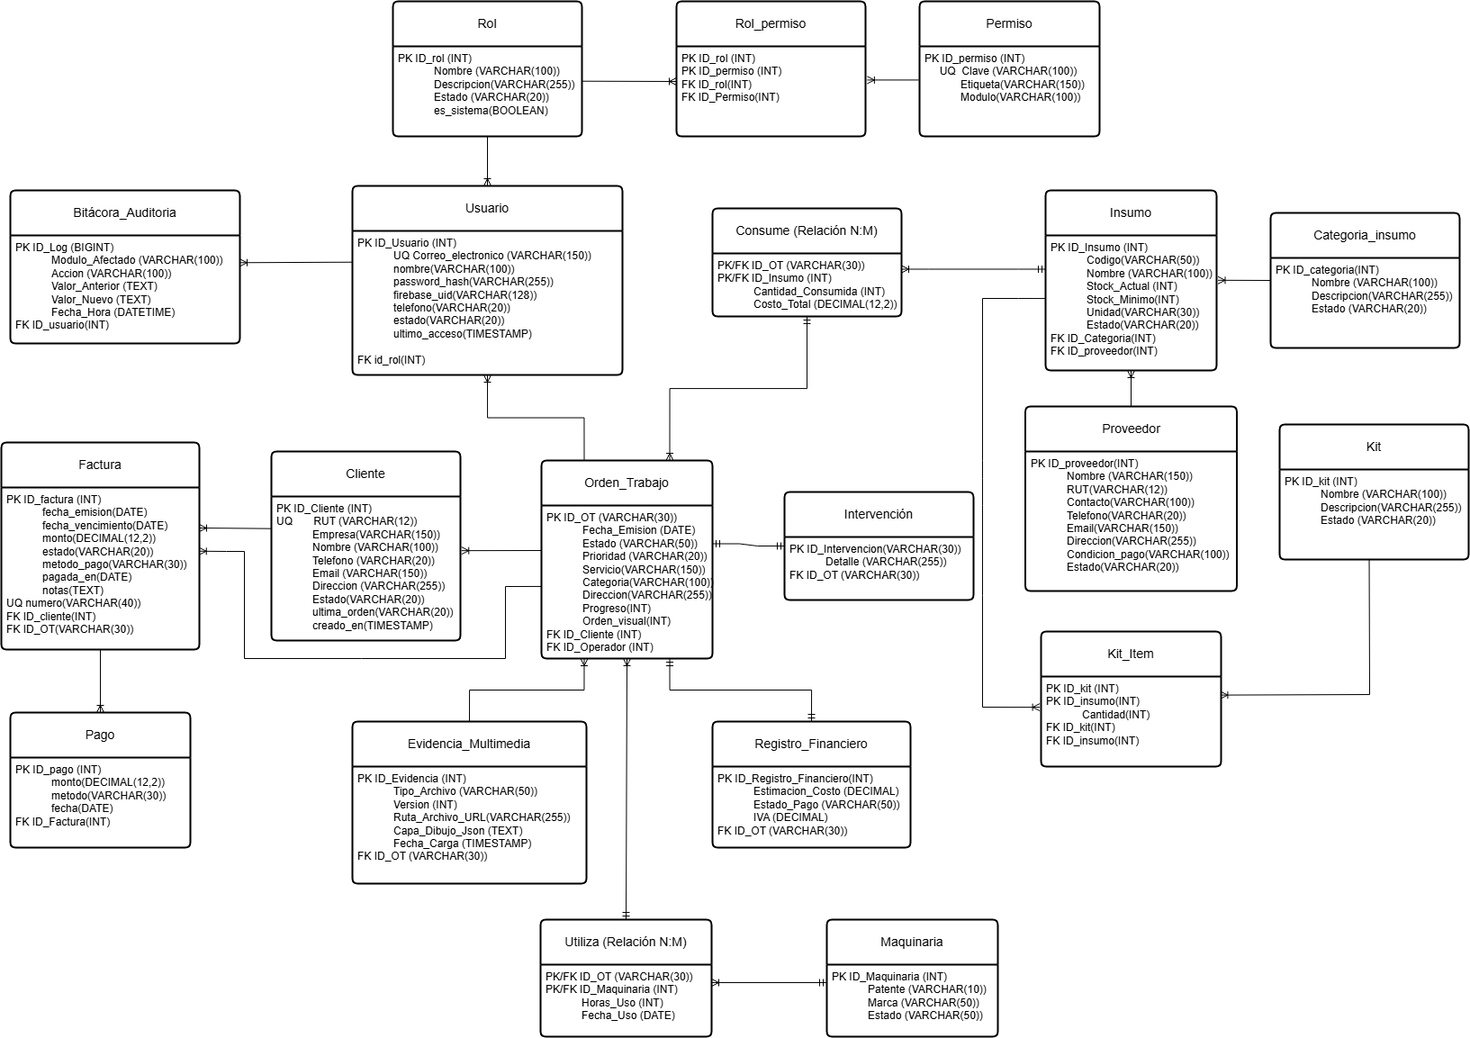 Rol
PK ID_rol (INT)
Nombre (VARCHAR(100))
Descripcion(VARCHAR(255))
Estado (VARCHAR(20))
es_sistema(BOOLEAN)
Rol_permiso
PK ID_rol (INT)
PK ID_permiso (INT)
FK ID_rol(INT)
FK ID_Permiso(INT)
Permiso
PK ID_permiso (INT)
UQ Clave (VARCHAR(100))
Etiqueta(VARCHAR(150)
Modulo(VARCHAR(100))
Bitácora_Auditoria
PK ID_Log (BIGINT)
Modulo_Afectado (VARCHAR(100))
Accion (VARCHAR(100))
Valor_Anterior (TEXT)
Valor_Nuevo (TEXT)
Fecha_Hora (DATETIME)
FK ID_usuario(INT)
Usuario
PK ID_Usuario (INT)
UQ Correo_electronico (VARCHAR(150))
nombre(VARCHAR(100))
password_hash(VARCHAR(255))
firebase_uid(VARCHAR(128))
telefono(VARCHAR(20))
estado(VARCHAR(20))
ultimo_acceso(TIMESTAMP)
FK id_rol(INT)
Consume (Relación N:M)
PK/FK ID_OT (VARCHAR(30))
PK/FK ID_Insumo (INT)
Cantidad_Consumida (INT)
Costo_Total (DECIMAL(12,2))
Insumo
PK ID_Insumo (INT)
Codigo(VARCHAR(50))
Nombre (VARCHAR(100))
Stock_Actual (INT)
Stock_Minimo(INT)
Unidad(VARCHAR(30))
Estado(VARCHAR(20))
FK ID_Categoria(INT)
FK ID_proveedor(INT)
Categoria_insumo
PK ID_categoria(INT)
Nombre (VARCHAR(100))
Descripcion(VARCHAR(255))
Estado (VARCHAR(20))
Factura
PK ID_factura (INT)
fecha_emision(DATE)
fecha_vencimiento(DATE)
monto(DECIMAL(12,2))
estado(VARCHAR(20))
metodo_pago(VARCHAR(30))
pagada_en(DATE)
notas(TEXT)
UQ numero(VARCHAR(40))
FK ID_cliente(INT)
FK ID_OT(VARCHAR(30))
Cliente
PK ID_Cliente (INT)
UQ RUT (VARCHAR(12))
Empresa(VARCHAR(150))
Nombre (VARCHAR(100))
Telefono (VARCHAR(20))
Email (VARCHAR(150))
Direccion (VARCHAR(255))
Estado(VARCHAR(20))
ultima_orden(VARCHAR(20))
creado_en(TIMESTAMP)
Orden_Trabajo
PK ID_OT (VARCHAR(30))
Fecha_Emision (DATE)
Estado (VARCHAR(50))
Prioridad (VARCHAR(20))
Servicio(VARCHAR(150))
Categoria(VARCHAR(100)
Direccion(VARCHAR(255))
Progreso(INT)
Orden_visual(INT)
FK ID_Cliente (INT)
FK ID_Operador (INT)
Intervención
PK ID_Intervencion(VARCHAR(30))
Detalle (VARCHAR(255))
FK ID_OT (VARCHAR(30))
Proveedor
PK ID_proveedor(INT)
Nombre (VARCHAR(150))
RUT(VARCHAR(12))
Contacto(VARCHAR(100))
Telefono(VARCHAR(20))
Email(VARCHAR(150))
Direccion(VARCHAR(255))
Condicion_pago(VARCHAR(100))
Estado(VARCHAR(20))
Kit
PK ID_kit (INT)
Nombre (VARCHAR(100))
Descripcion(VARCHAR(255))
Estado (VARCHAR(20))
Kit_Item
PK ID_kit (INT)
PK ID_insumo(INT)
Cantidad(INT)
FK ID_kit(INT)
FK ID_insumo(INT)
Pago
PK ID_pago (INT)
monto(DECIMAL(12,2))
metodo(VARCHAR(30))
fecha(DATE)
FK ID_Factura(INT)
Evidencia_Multimedia
PK ID_Evidencia (INT)
Tipo_Archivo (VARCHAR(50))
Version (INT)
Ruta_Archivo_URL(VARCHAR(255))
Capa_Dibujo_Json (TEXT)
Fecha_Carga (TIMESTAMP)
FK ID_OT (VARCHAR(30))
Registro_Financiero
PK ID_Registro_Financiero(INT)
Estimacion_Costo (DECIMAL)
Estado_Pago (VARCHAR(50))
IVA (DECIMAL)
FK ID_OT (VARCHAR(30))
Utiliza (Relación N:M)
PK/FK ID_OT (VARCHAR(30))
PK/FK ID_Maquinaria (INT)
Horas_Uso (INT)
Fecha_Uso (DATE)
Maquinaria
PK ID_Maquinaria (INT)
Patente (VARCHAR(10))
Marca (VARCHAR(50))
Estado (VARCHAR(50))